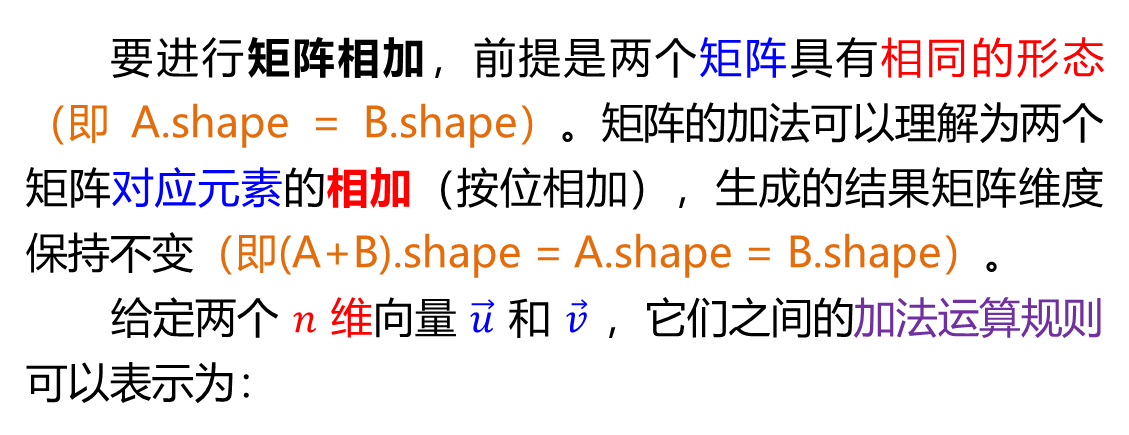 要进行矩阵相加，前提是两个矩阵具有相同的形态
（即 A.shape = B.shape）。矩阵的加法可以理解为两个
矩阵对应元素的相加（按位相加），生成的结果矩阵维度
保持不变（即(A+B).shape = A.shape = B.shape）。
给定两个 n 维向量 u⃗ 和 v⃗ ，它们之间的加法运算规则
可以表示为：